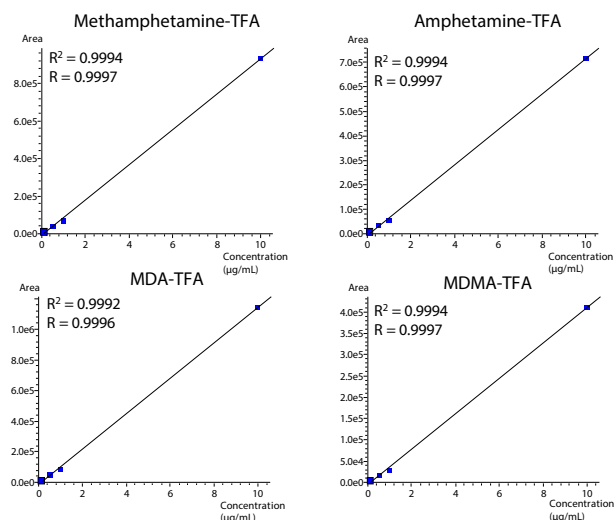 Methamphetamine-TFA
Area
R² = 0.9994
R = 0.9997
8.0e5
6.0e5
4.0e5
2.0e5
0.0e0
0 2 4 6 8 10
Concentration
(µg/mL)
Amphetamine-TFA
Area
R² = 0.9994
R = 0.9997
7.0e5
6.0e5
5.0e5
4.0e5
3.0e5
2.0e5
1.0e5
0.0e0
0 2 4 6 8 10
Concentration
(µg/mL)
MDA-TFA
Area
R² = 0.9992
R = 0.9996
1.0e6
8.0e5
6.0e5
4.0e5
2.0e5
0.0e0
0 2 4 6 8 10
Concentration
(µg/mL)
MDMA-TFA
Area
R² = 0.9994
R = 0.9997
4.0e5
3.5e5
3.0e5
2.5e5
2.0e5
1.5e5
1.0e5
5.0e4
0.0e0
0 2 4 6 8 10
Concentration
(µg/mL)